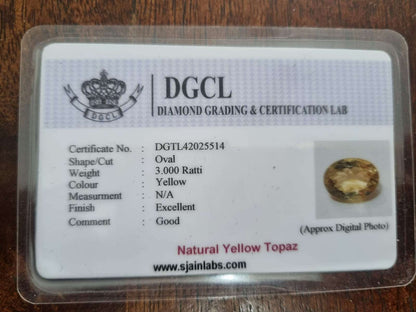 DGCL
DGCL
DIAMOND GRADING & CERTIFICATION LAB
Certificate No. : DGTL42025514
Shape/Cut : Oval
Weight : 3.000 Ratti
Colour : Yellow
Measurment : N/A
Finish : Excellent
Comment : Good
(Approx Digital Photo)
Natural Yellow Topaz
www.sjainlabs.com